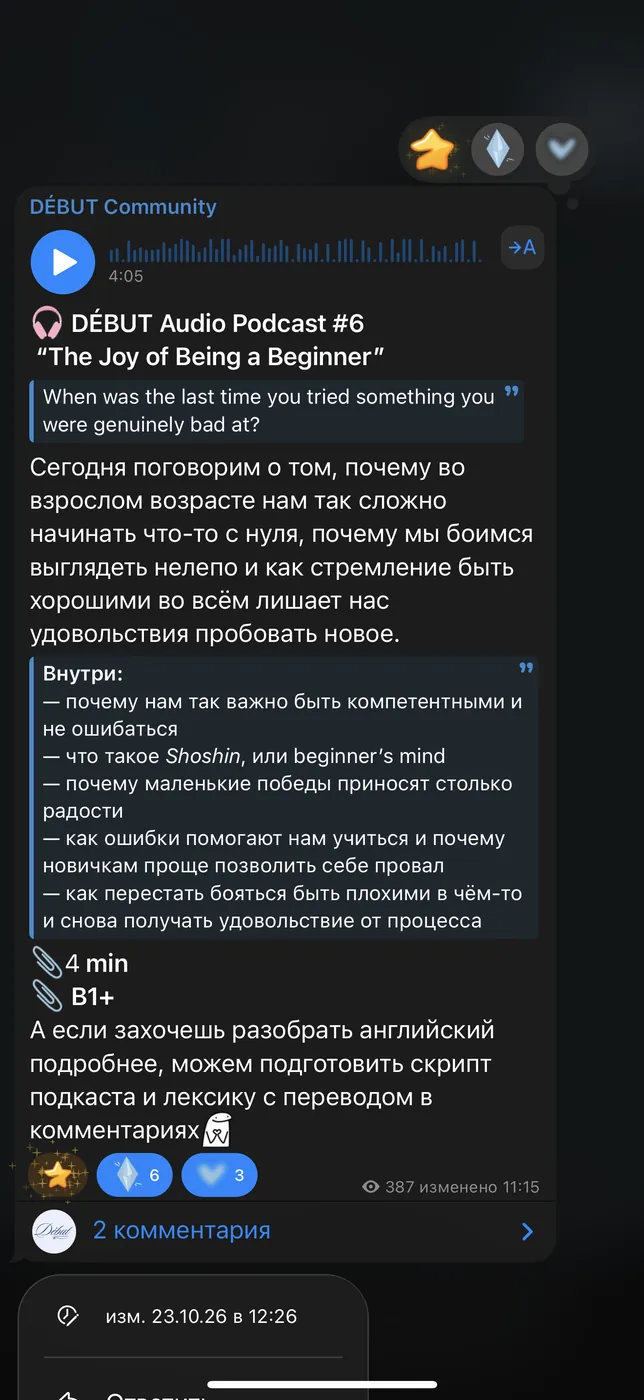 DÉBUT Community
→A
4:05
DÉBUT Audio Podcast #6
“The Joy of Being a Beginner”
When was the last time you tried something you
were genuinely bad at?
Сегодня поговорим о том, почему во
взрослом возрасте нам так сложно
начинать что-то с нуля, почему мы боимся
выглядеть нелепо и как стремление быть
хорошими во всём лишает нас
удовольствия пробовать новое.
Внутри:
— почему нам так важно быть компетентными и
не ошибаться
— что такое Shoshin, или beginner’s mind
— почему маленькие победы приносят столько
радости
— как ошибки помогают нам учиться и почему
новичкам проще позволить себе провал
— как перестать бояться быть плохими в чём-то
и снова получать удовольствие от процесса
4 min
B1+
А если захочешь разобрать английский
подробнее, можем подготовить скрипт
подкаста и лексику с переводом в
комментариях
6 3 387 изменено 11:15
Début 2 комментария
изм. 23.10.26 в 12:26
Ответить